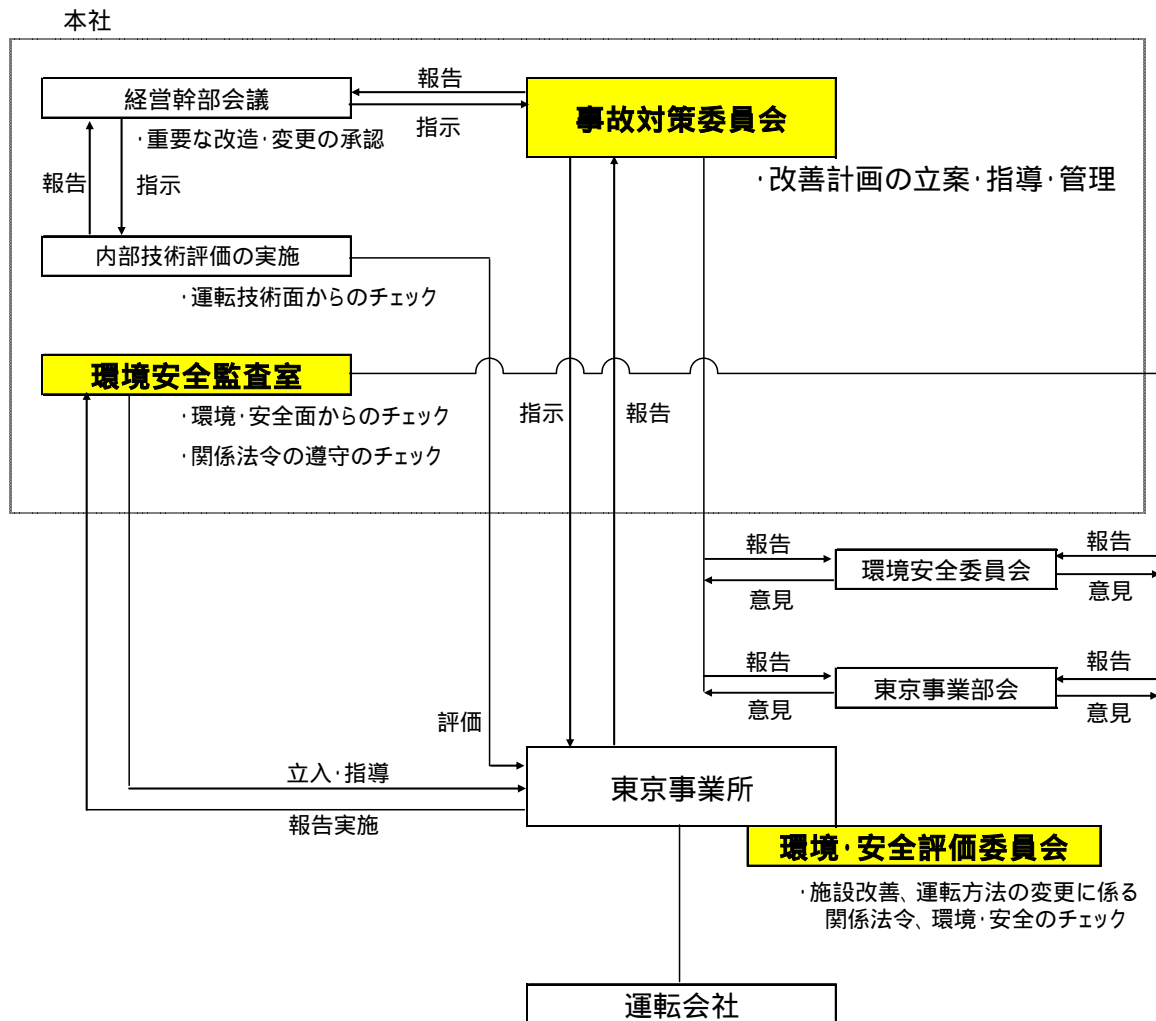 本社
経営幹部会議
報告
指示
事故対策委員会
・重要な改造・変更の承認
・改善計画の立案・指導・管理
報告
指示
内部技術評価の実施
・運転技術面からのチェック
環境安全監査室
・環境・安全面からのチェック
・関係法令の遵守のチェック
指示
報告
報告
環境安全委員会
意見
報告
意見
報告
東京事業部会
意見
報告
意見
評価
立入・指導
報告実施
東京事業所
環境・安全評価委員会
・施設改善、運転方法の変更に係る
関係法令、環境・安全のチェック
運転会社